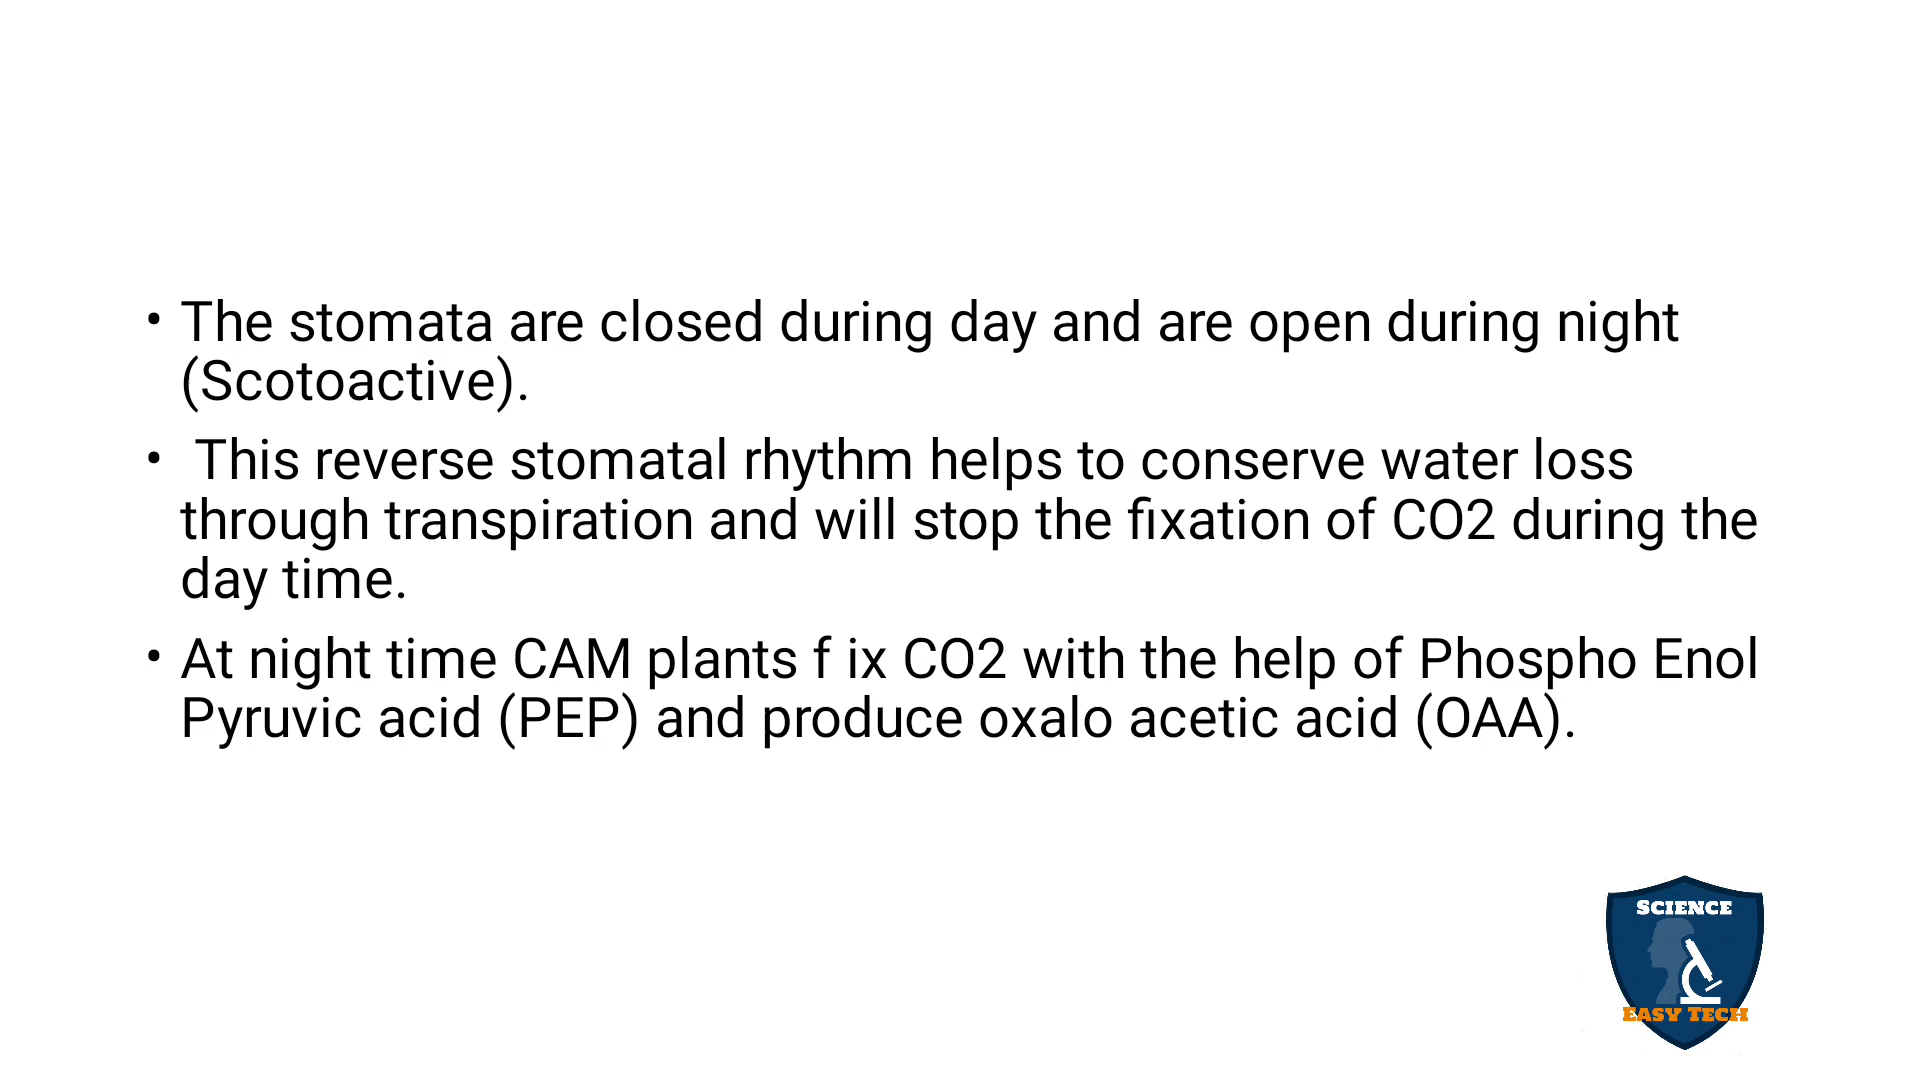 • The stomata are closed during day and are open during night
(Scotoactive).
• This reverse stomatal rhythm helps to conserve water loss
through transpiration and will stop the fixation of CO2 during the
day time.
• At night time CAM plants f ix CO2 with the help of Phospho Enol
Pyruvic acid (PEP) and produce oxalo acetic acid (OAA).
SCIENCE
EASY TECH